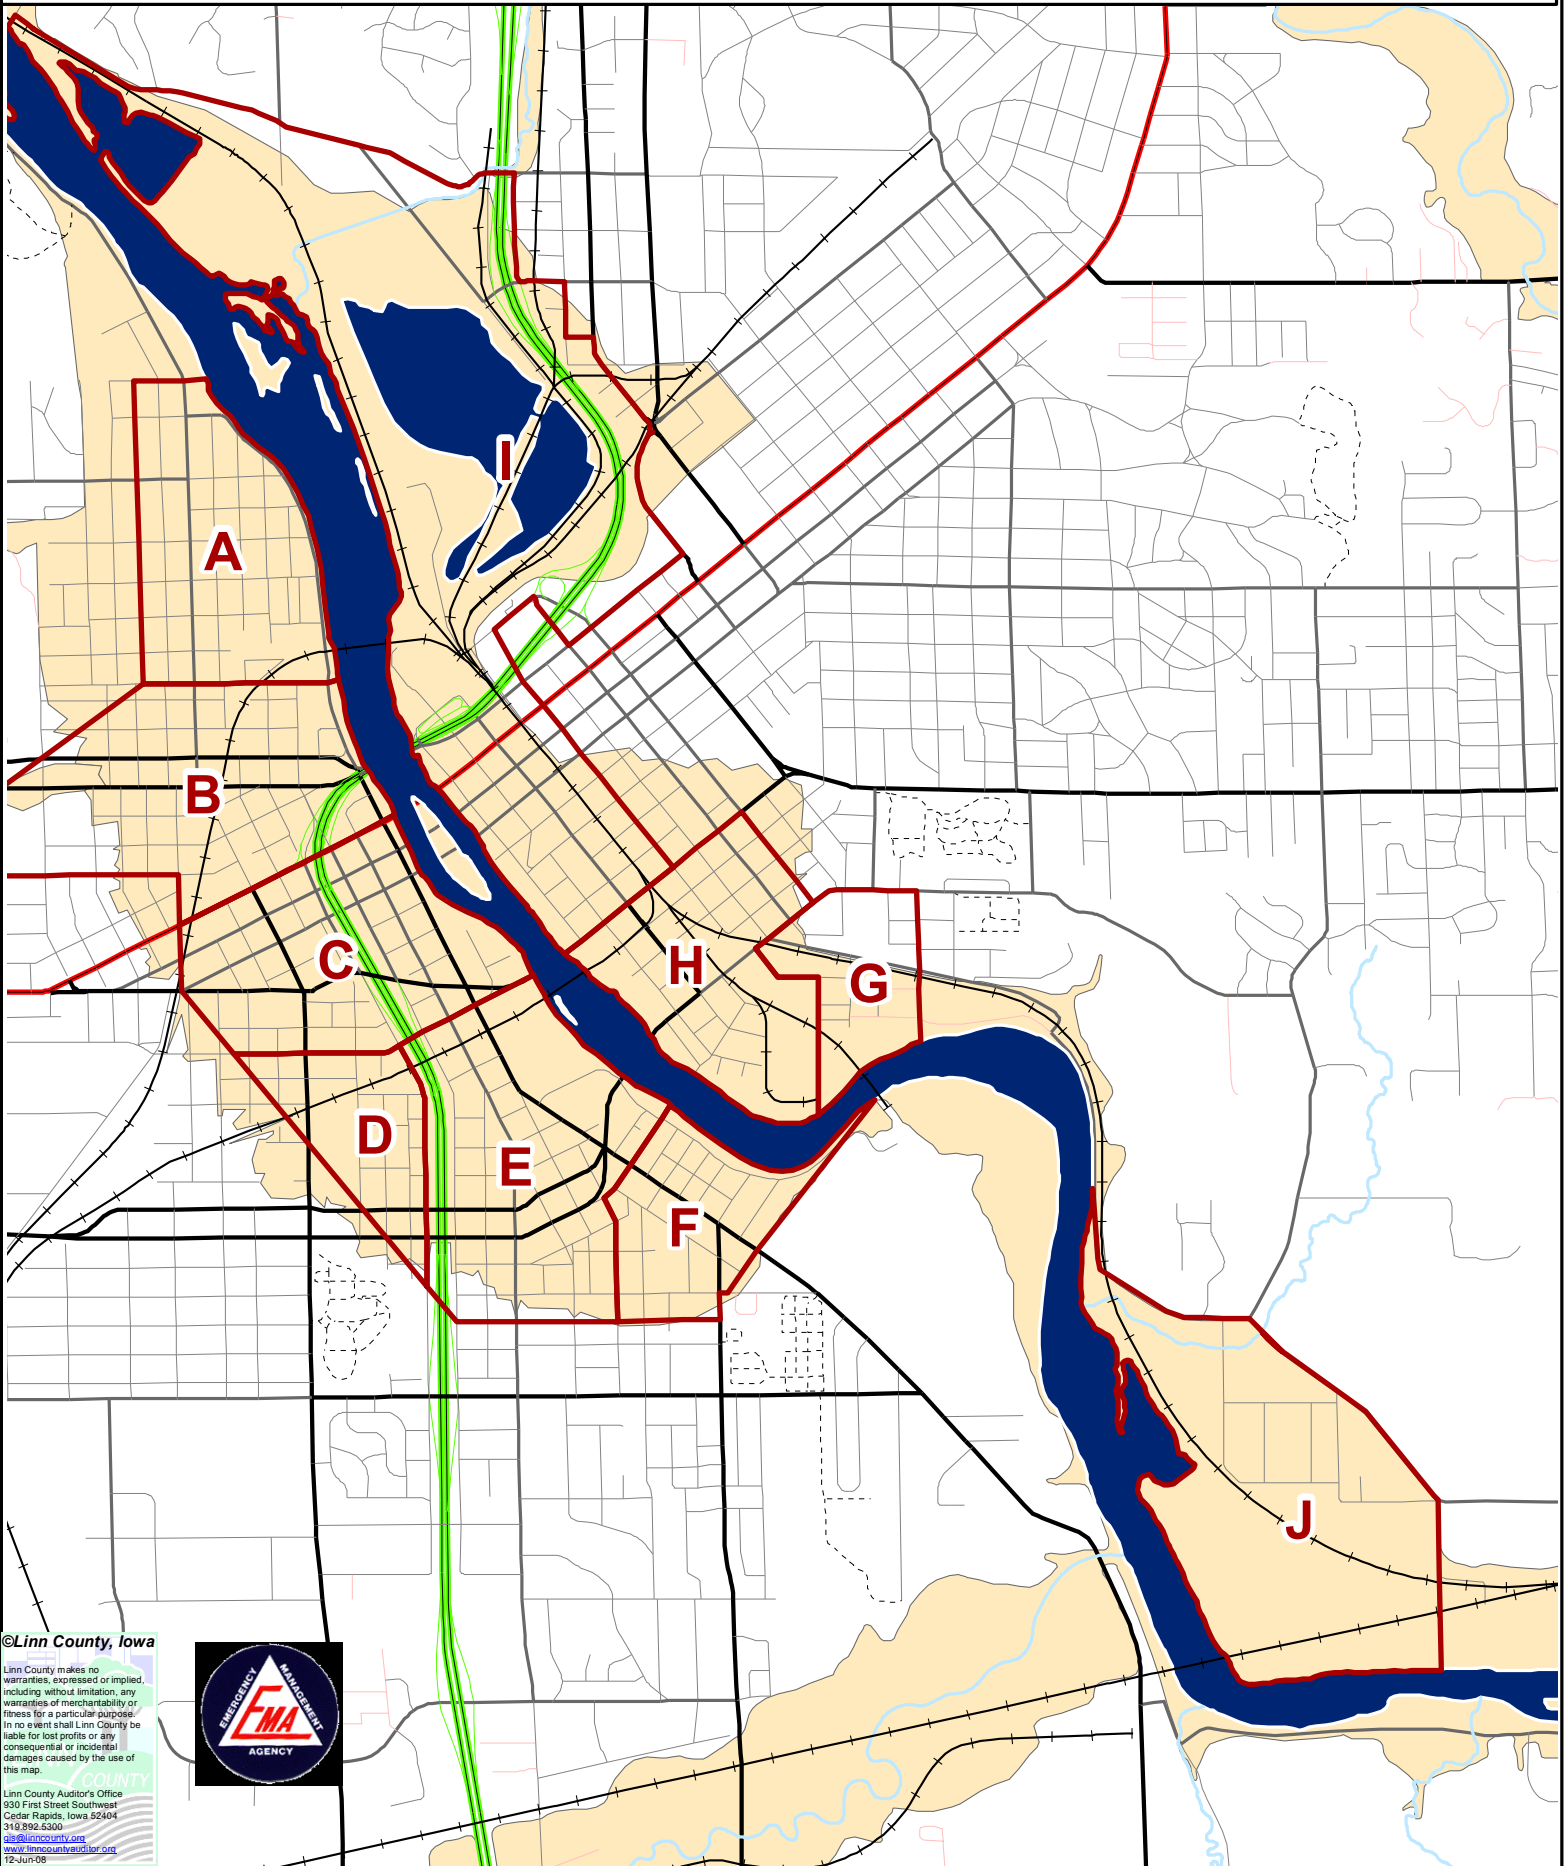 I
A
B
C
H
G
D
E
F
J
©Linn County, Iowa
Linn County makes no
warranties, expressed or implied,
including without limitation, any
warranties of merchantability or
fitness for a particular purpose.
In no event shall Linn County be
liable for lost profits or any
consequential or incidental
damages caused by the use of
this map.
COUNTY
Linn County Auditor's Office
930 First Street Southwest
Cedar Rapids, Iowa 52404
319.892.5300
gis@linncounty.org
www.linncountyauditor.org
12-Jun-08
EMERGENCY
MANAGEMENT
EMA
AGENCY